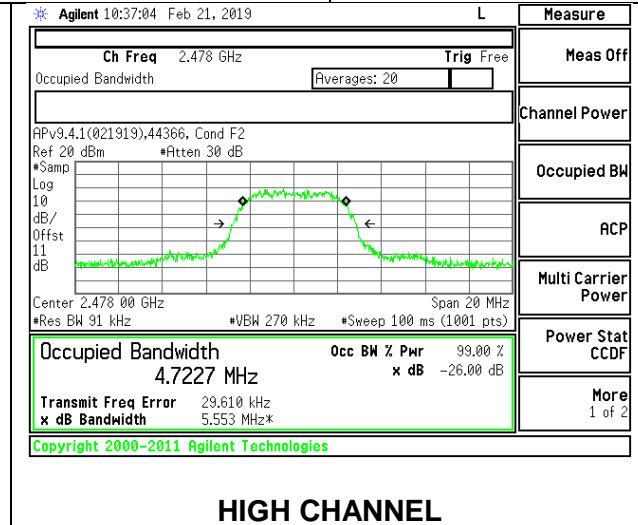 Agilent 10:37:04 Feb 21, 2019 L Measure
Ch Freq 2.478 GHz Trig Free
Meas Off
Occupied Bandwidth Averages: 20
Channel Power
APv9.4.1(021919),44366, Cond F2
Ref 20 dBm #Atten 30 dB
Occupied BW
#Samp
Log
10
dB/
Offst
11
dB
ACP
Multi Carrier
Power
Center 2.478 00 GHz Span 20 MHz
#Res BW 91 kHz #VBW 270 kHz #Sweep 100 ms (1001 pts)
Power Stat
CCDF
Occupied Bandwidth Occ BW % Pwr 99.00 %
4.7227 MHz x dB -26.00 dB
Transmit Freq Error 29.610 kHz
x dB Bandwidth 5.553 MHz*
More
1 of 2
Copyright 2000-2011 Agilent Technologies
HIGH CHANNEL